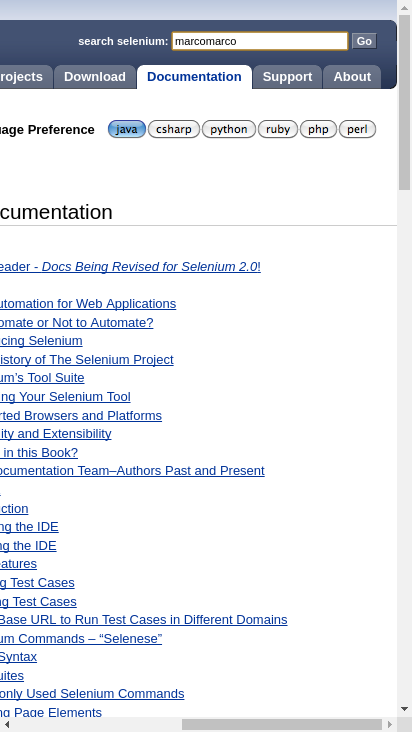 search selenium: marcomarco Go
rojects Download Documentation Support About
Preference java csharp python ruby php perl
cumentation
eader - Docs Being Revised for Selenium 2.0!
utomation for Web Applications
omate or Not to Automate?
cing Selenium
istory of The Selenium Project
um's Tool Suite
ing Your Selenium Tool
rted Browsers and Platforms
ity and Extensibility
in this Book?
ocumentation Team–Authors Past and Present
ction
ng the IDE
ng the IDE
eatures
g Test Cases
ng Test Cases
Base URL to Run Test Cases in Different Domains
um Commands – “Selenese”
Syntax
uites
only Used Selenium Commands
ng Page Elements